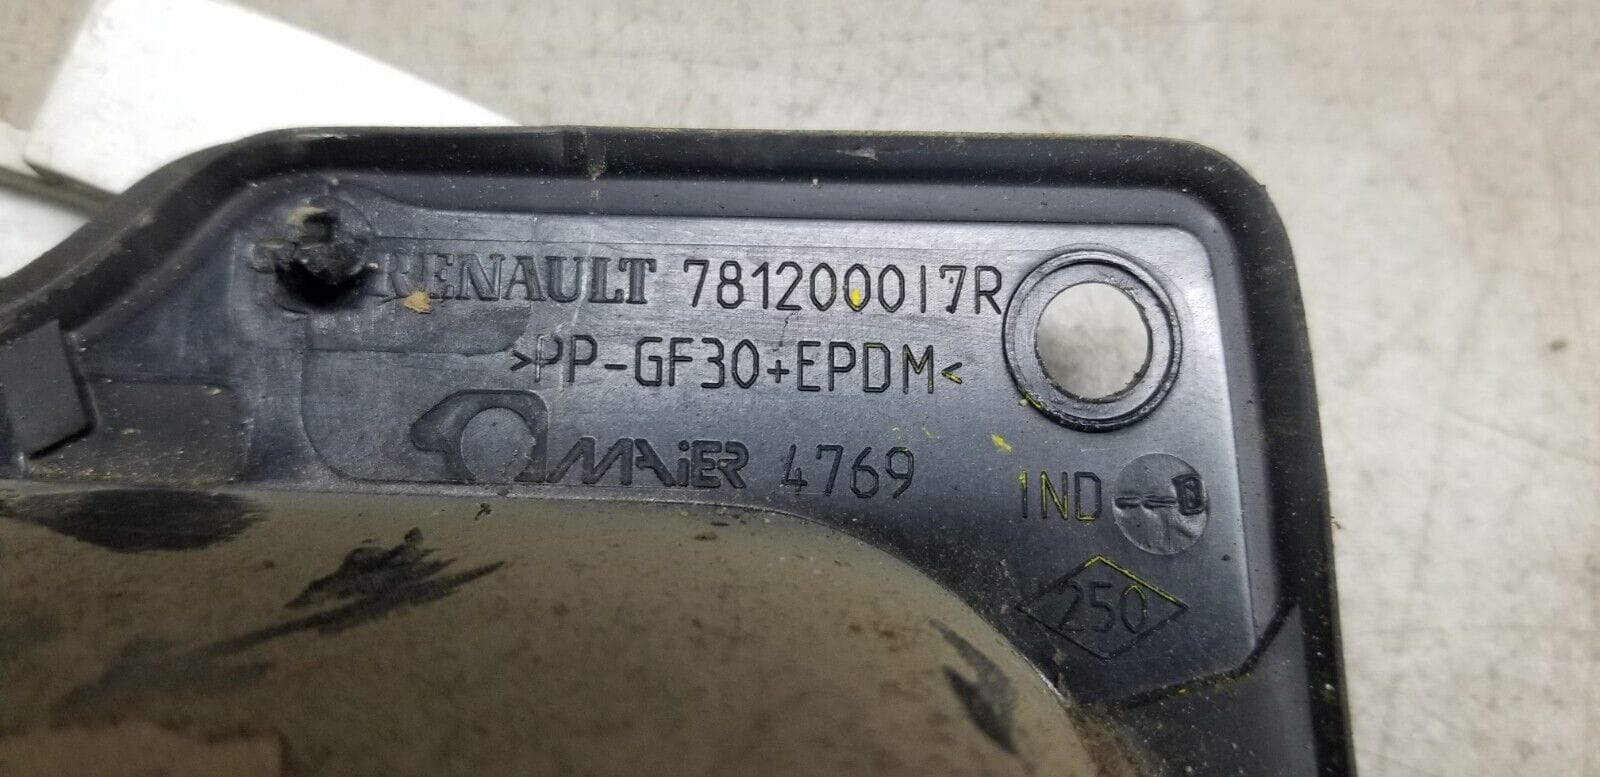 RENAULT 781200017R
>PP-GF30+EPDM<
MAiER 4769
IND--B
250